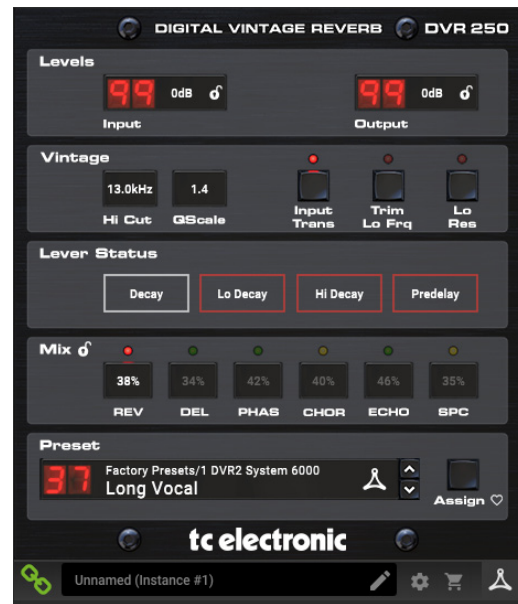 DIGITAL VINTAGE REVERB DVR 250
Levels
99 0dB 99 0dB
Input Output
Vintage
13.0kHz 1.4
Hi Cut QScale Input Trans Trim Lo Frq Lo Res
Lever Status
Decay Lo Decay Hi Decay Predelay
Mix
38% 34% 42% 40% 46% 35%
REV DEL PHAS CHOR ECHO SPC
Preset
37 Factory Presets/1 DVR2 System 6000
Long Vocal
Assign
tc electronic
Unnamed (Instance #1)